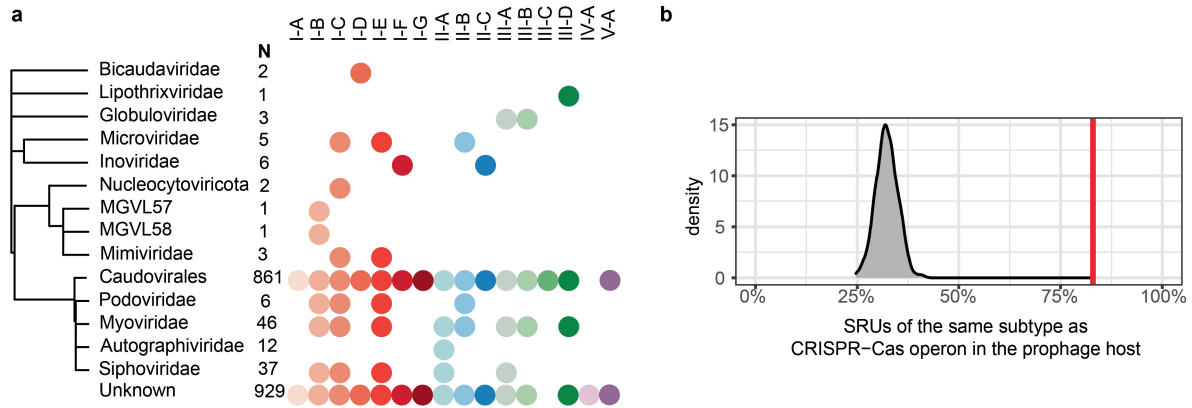 a
I-A I-B I-C I-D I-E I-F I-G II-A II-B II-C III-A III-B III-C III-D IV-A V-A
N
Bicaudaviridae 2
Lipothrixviridae 1
Globuloviridae 3
Microviridae 5
Inoviridae 6
Nucleocytoviricota 2
MGVL57 1
MGVL58 1
Mimiviridae 3
Caudovirales 861
Podoviridae 6
Myoviridae 46
Autographiviridae 12
Siphoviridae 37
Unknown 929
b
15
10
5
0
density
0% 25% 50% 75% 100%
SRUs of the same subtype as
CRISPR−Cas operon in the prophage host